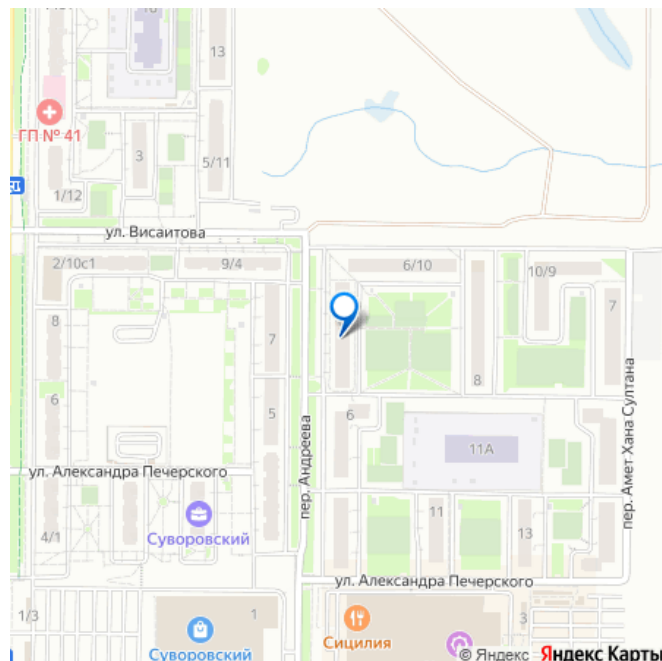 13
ГП № 41
3
5/11
1/12
ул. Висаитова
2/10с1
9/4
6/10
10/9
8
7
7
8
6
5
6
пер. Андреева
пер. Амет Хана Султана
11А
ул. Александра Печерского
4/1
Суворовский
11
13
ул. Александра Печерского
1/3
1
Сицилия
3
Суворовский
© Яндекс Яндекс Карты